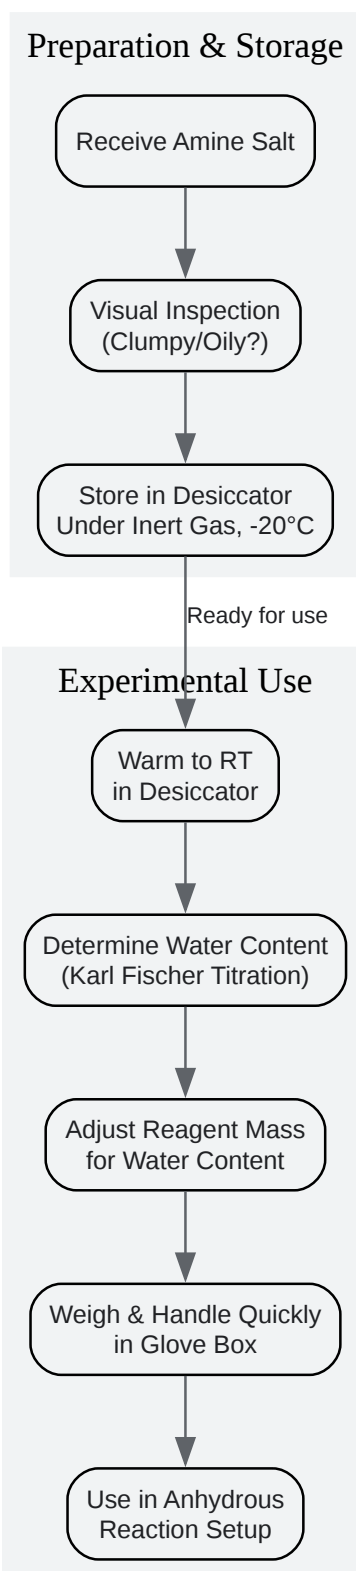 Preparation & Storage
Receive Amine Salt
Visual Inspection
(Clumpy/Oily?)
Store in Desiccator
Under Inert Gas, -20°C
Ready for use
Experimental Use
Warm to RT
in Desiccator
Determine Water Content
(Karl Fischer Titration)
Adjust Reagent Mass
for Water Content
Weigh & Handle Quickly
in Glove Box
Use in Anhydrous
Reaction Setup